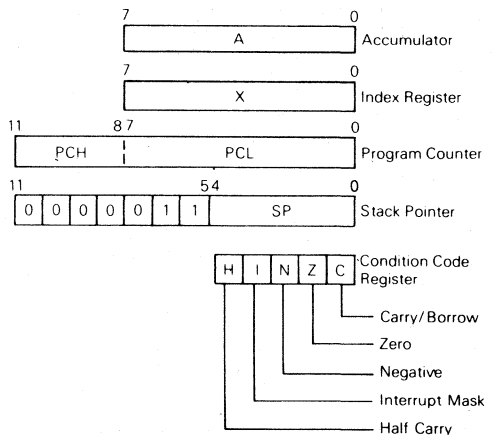 7 0
A Accumulator
7 0
X Index Register
11 8 7 0
PCH PCL Program Counter
11 5 4 0
0 0 0 0 0 1 1 SP Stack Pointer
H I N Z C Condition Code
Register
Carry/Borrow
Zero
Negative
Interrupt Mask
Half Carry